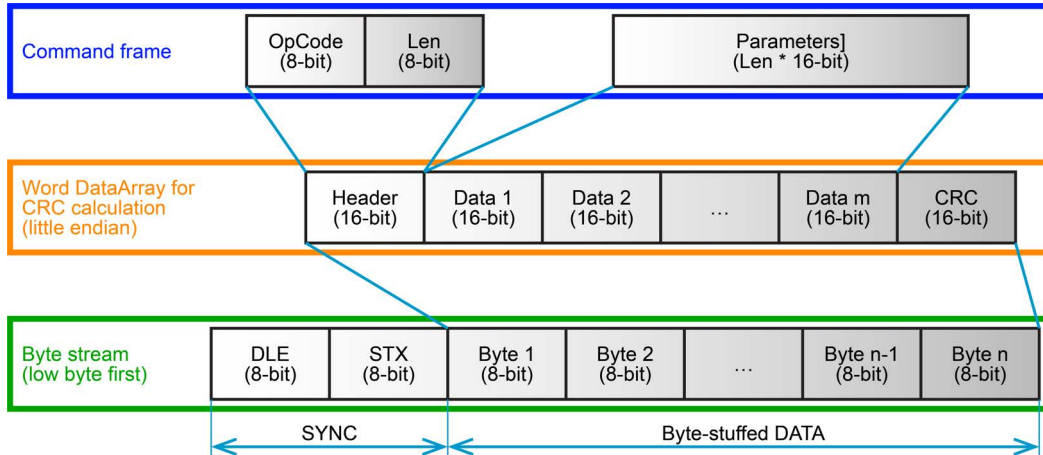 Command frame
OpCode
(8-bit)
Len
(8-bit)
Parameters]
(Len * 16-bit)
Word DataArray for
CRC calculation
(little endian)
Header
(16-bit)
Data 1
(16-bit)
Data 2
(16-bit)
...
Data m
(16-bit)
CRC
(16-bit)
Byte stream
(low byte first)
DLE
(8-bit)
STX
(8-bit)
Byte 1
(8-bit)
Byte 2
(8-bit)
...
Byte n-1
(8-bit)
Byte n
(8-bit)
SYNC
Byte-stuffed DATA